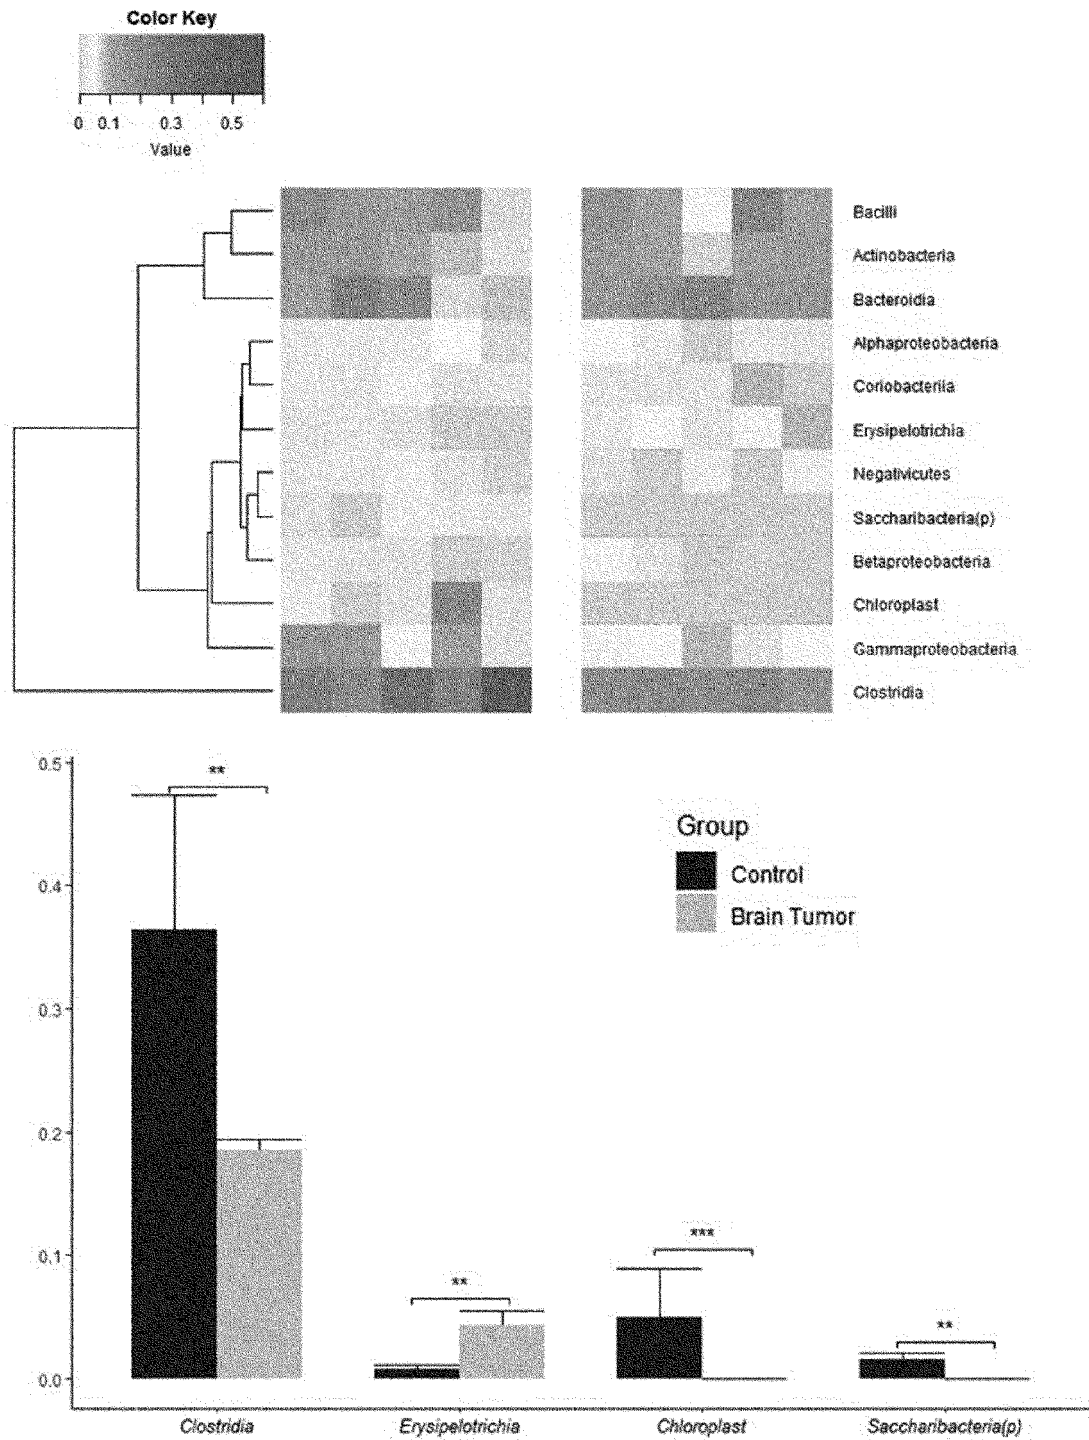 Color Key
0 0.1 0.3 0.5
Value
Bacilli
Actinobacteria
Bacteroidia
Alphaproteobacteria
Coriobacteriia
Erysipelotrichia
Negativicutes
Saccharibacteria(p)
Betaproteobacteria
Chloroplast
Gammaproteobacteria
Clostridia
0.5
**
Group
Control
Brain Tumor
0.4
0.3
0.2
0.1
***
**
**
0.0
Clostridia Erysipelotrichia Chloroplast Saccharibacteria(p)